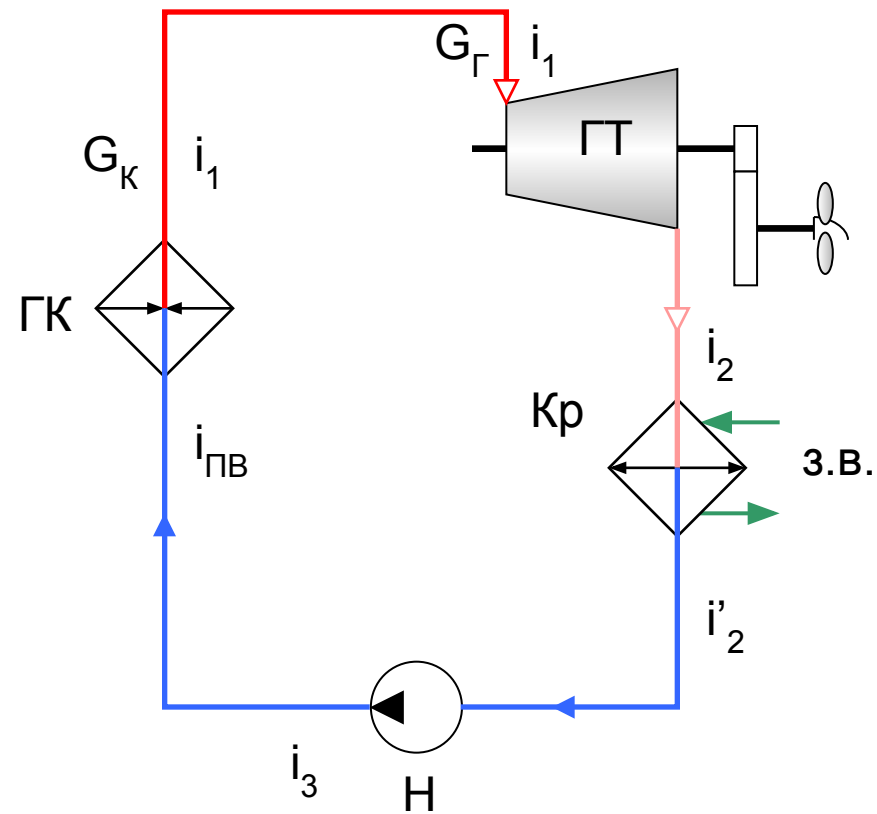 G_Г i_1
ГТ
G_К i_1
ГК
i_2
Кр
з.в.
i_ПВ
i’_2
i_3
Н